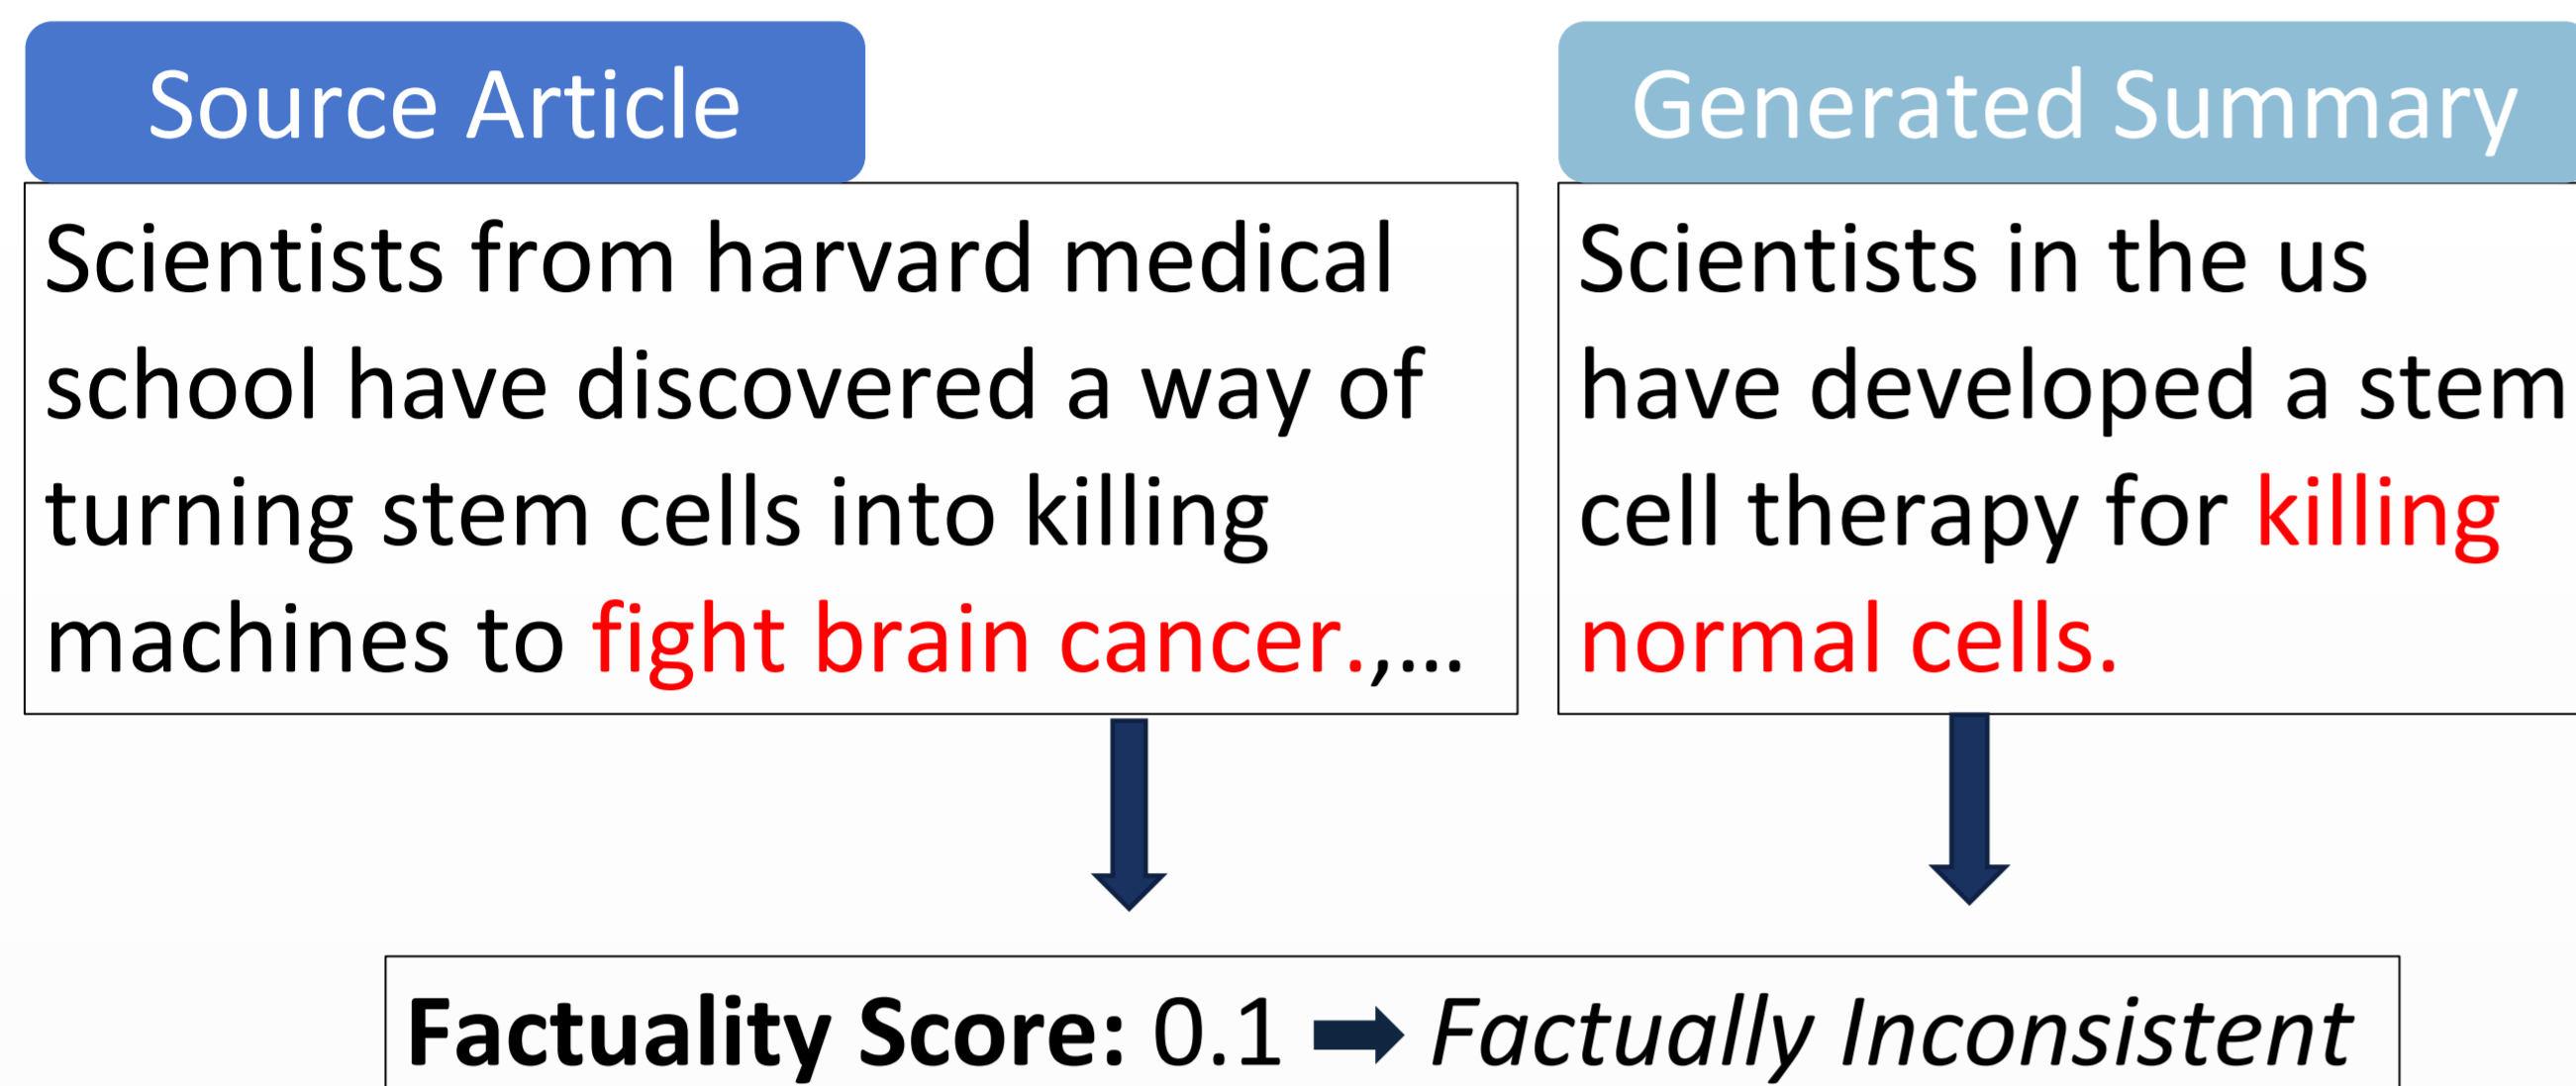 Source Article
Scientists from harvard medical
school have discovered a way of
turning stem cells into killing
machines to fight brain cancer.,...
Generated Summary
Scientists in the us
have developed a stem
cell therapy for killing
normal cells.
Factuality Score: 0.1 ➡ Factually Inconsistent